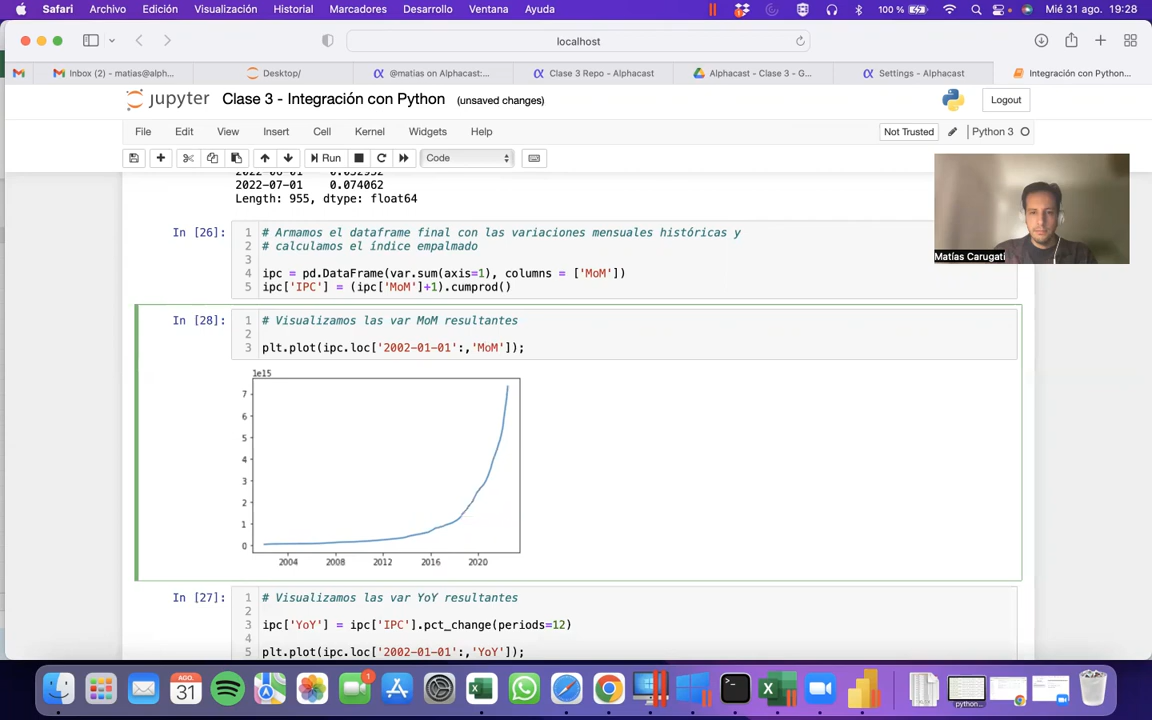 Safari Archivo Edición Visualización Historial Marcadores Desarrollo Ventana Ayuda 100 % Mié 31 ago. 19:28
localhost
Inbox (2) - matias@alph... Desktop/ @matias on Alphacast:... Clase 3 Repo - Alphacast Alphacast - Clase 3 - G... Settings - Alphacast Integración con Python...
jupyter Clase 3 - Integración con Python (unsaved changes) Logout
File Edit View Insert Cell Kernel Widgets Help Not Trusted Python 3
Run Code
2022-07-01 0.074062
Length: 955, dtype: float64
In [26]: 1 # Armamos el dataframe final con las variaciones mensuales históricas y
2 # calculamos el índice empalmado
3
4 ipc = pd.DataFrame(var.sum(axis=1), columns = ['MoM'])
5 ipc['IPC'] = (ipc['MoM']+1).cumprod()
Matías Carugati
In [28]: 1 # Visualizamos las var MoM resultantes
2
3 plt.plot(ipc.loc['2002-01-01':,'MoM']);
1e15
7
6
5
4
3
2
1
0
2004 2008 2012 2016 2020
In [27]: 1 # Visualizamos las var YoY resultantes
2
3 ipc['YoY'] = ipc['IPC'].pct_change(periods=12)
4
5 plt.plot(ipc.loc['2002-01-01':,'YoY']);
AGO.
31
1
python...